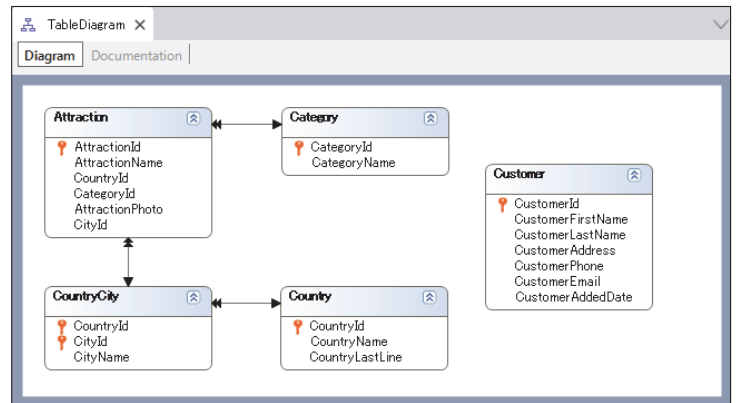 TableDiagram
Diagram Documentation
Attraction
AttractionId
AttractionName
CountryId
CategoryId
AttractionPhoto
CityId
Category
CategoryId
CategoryName
Customer
CustomerId
CustomerFirstName
CustomerLastName
CustomerAddress
CustomerPhone
CustomerEmail
CustomerAddedDate
CountryCity
CountryId
CityId
CityName
Country
CountryId
CountryName
CountryLastLine